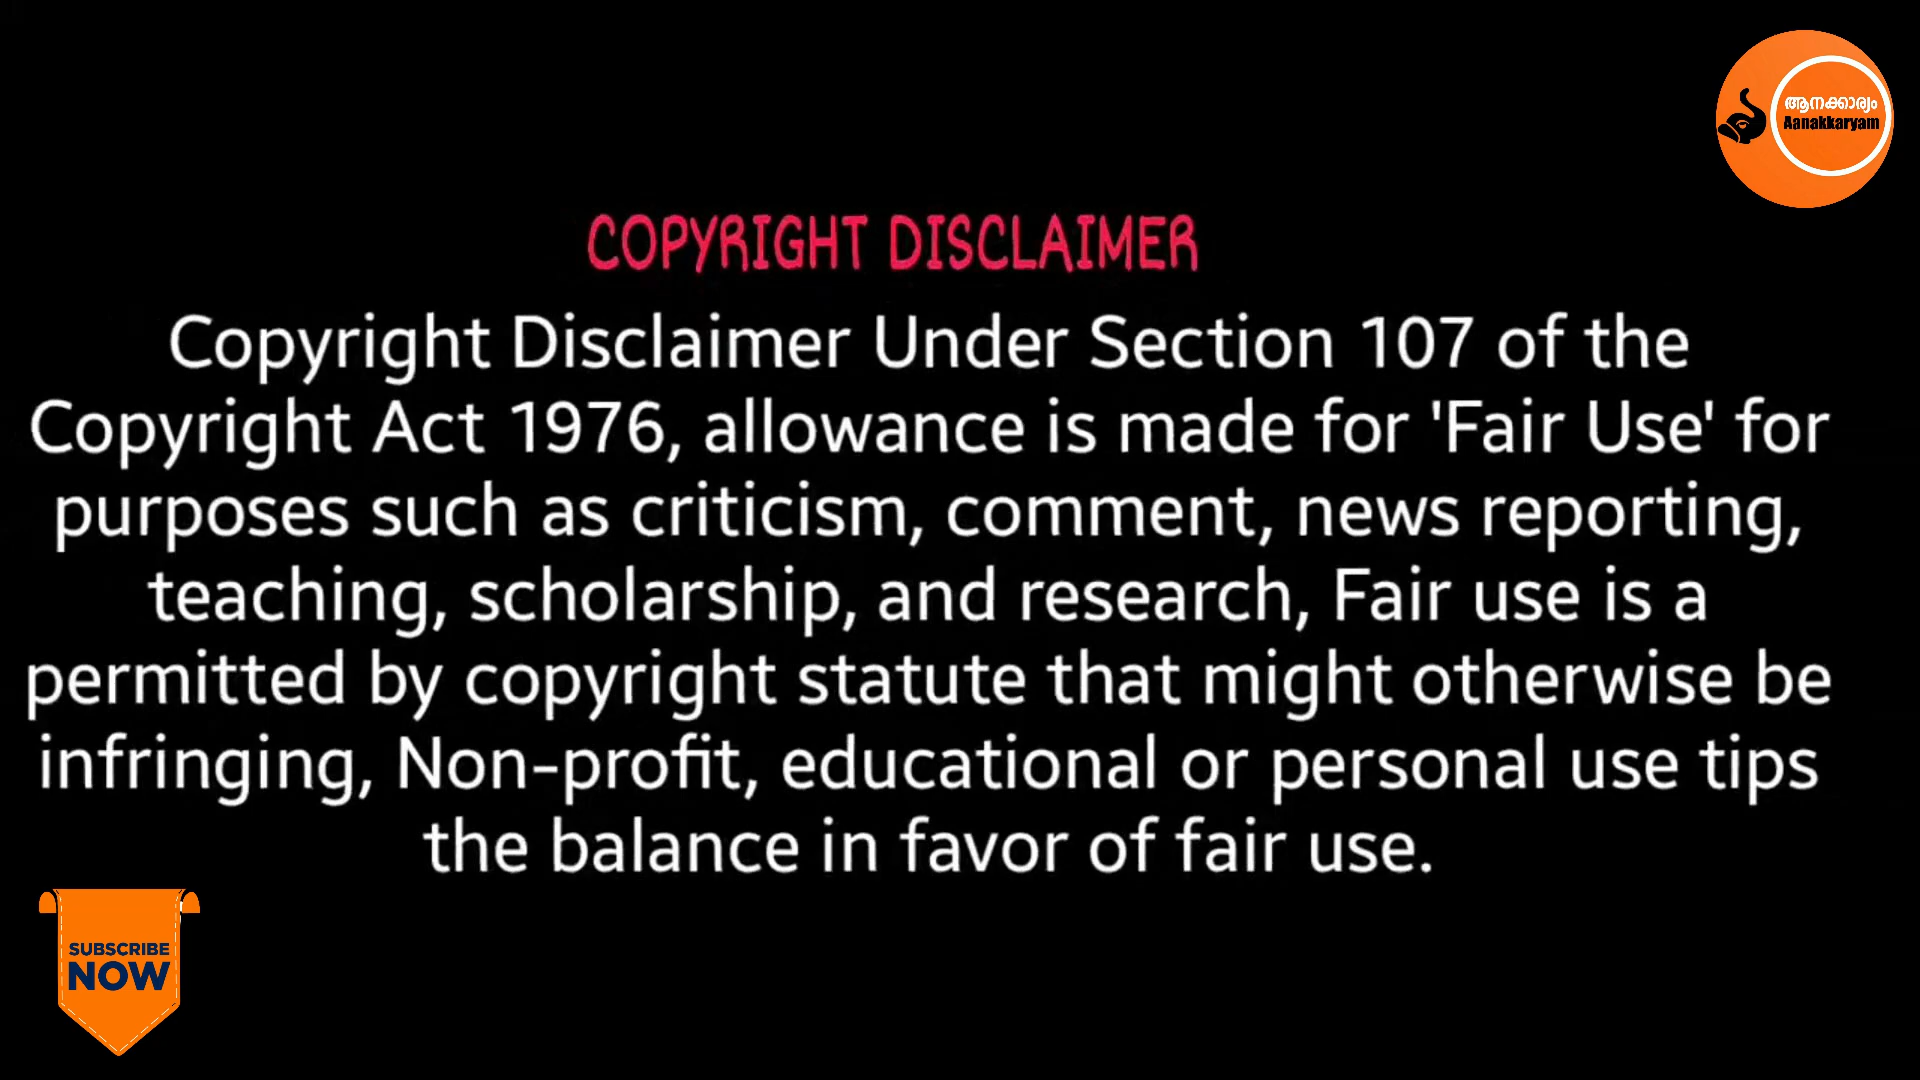 ആനക്കാര്യം
Aanakkaryam
COPYRIGHT DISCLAIMER
Copyright Disclaimer Under Section 107 of the
Copyright Act 1976, allowance is made for 'Fair Use' for
purposes such as criticism, comment, news reporting,
teaching, scholarship, and research, Fair use is a
permitted by copyright statute that might otherwise be
infringing, Non-profit, educational or personal use tips
the balance in favor of fair use.
SUBSCRIBE
NOW